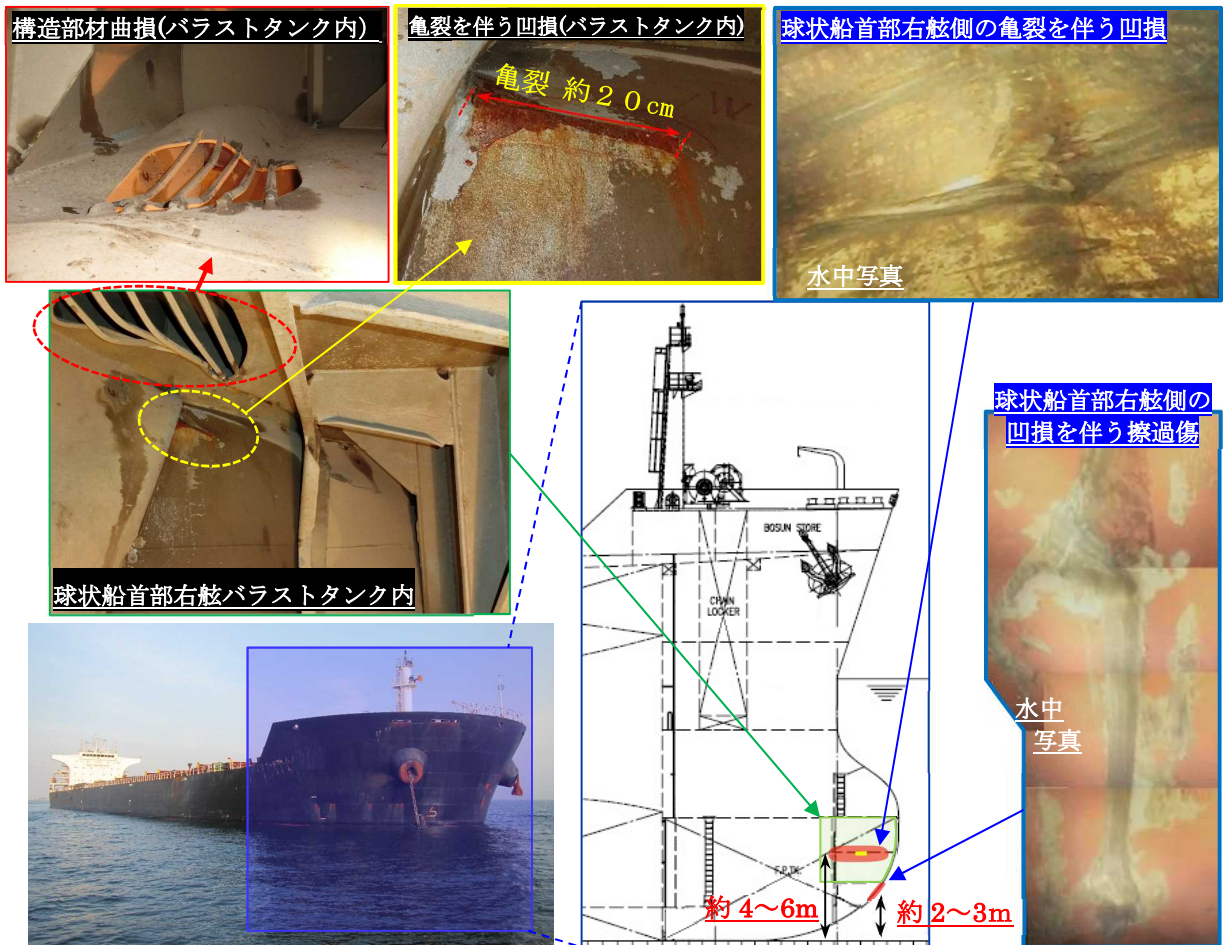 構造部材曲損(バラストタンク内)
亀裂を伴う凹損(バラストタンク内)
亀裂 約20cm
球状船首部右舷側の亀裂を伴う凹損
水中写真
球状船首部右舷バラストタンク内
BOSUN STORE
CHAIN
LOCKER
F.P.TK.
約4～6m
約2～3m
球状船首部右舷側の
凹損を伴う擦過傷
水中
写真